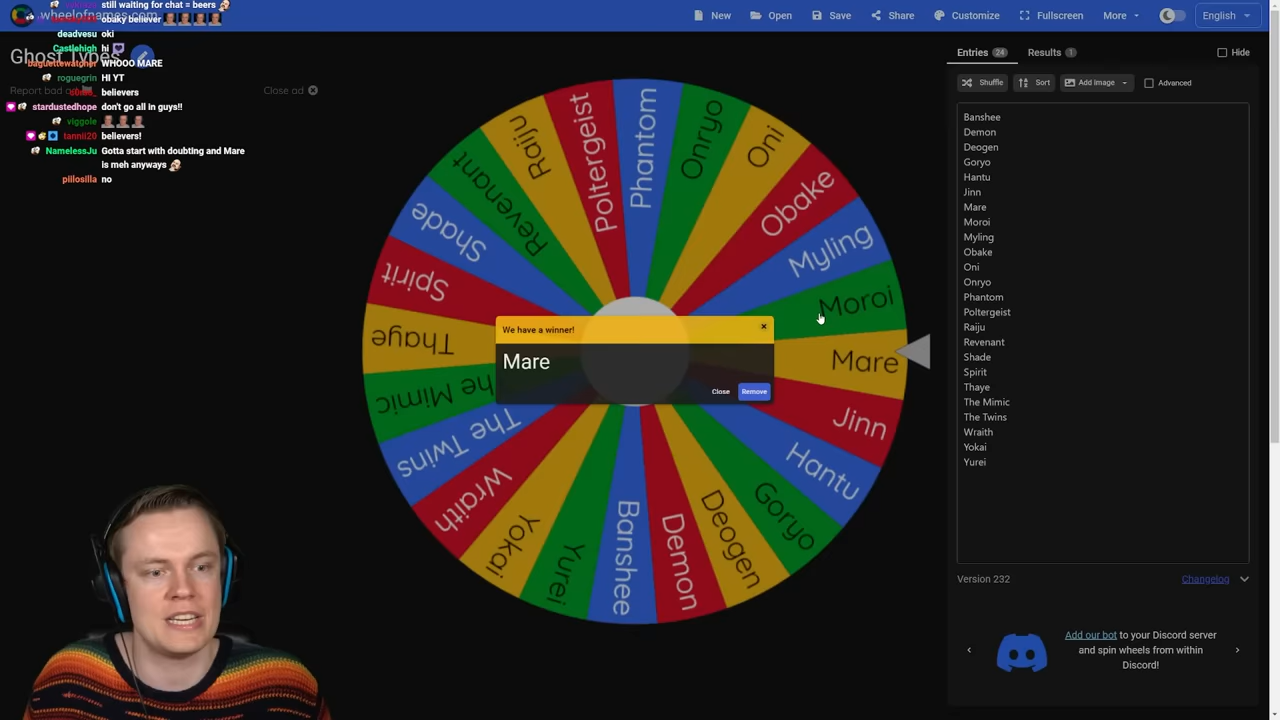 still waiting for chat = beers
wheelofnames.com
New
Open
Save
Share
Customize
Fullscreen
More
English
obaky believer
deadvesu oki
Castlehigh hi
Ghost Types
baguettewatcher WHOOO MARE
roguegrin HI YT
believers
Report bad
Close ad
stardustedhope don't go all in guys!!
viggole
tannii20 believers!
NamelessJu Gotta start with doubting and Mare
is meh anyways
pillosilla no
Entries 24
Results 1
Hide
Shuffle
Sort
Add image
Advanced
Banshee
Demon
Deogen
Goryo
Hantu
Jinn
Mare
Moroi
Myling
Obake
Oni
Onryo
Phantom
Poltergeist
Raiju
Revenant
Shade
Spirit
Thaye
The Mimic
The Twins
Wraith
Yokai
Yurei
Phantom
Onryo
Oni
Obake
Myling
Moroi
Mare
Jinn
Hantu
Goryo
Deogen
Demon
Banshee
Yurei
Yokai
Wraith
The Twins
he Mimic
Thaye
Spirit
Shade
Revenant
Raiju
Poltergeist
We have a winner!
Mare
Close
Remove
Version 232
Changelog
Add our bot to your Discord server
and spin wheels from within
Discord!